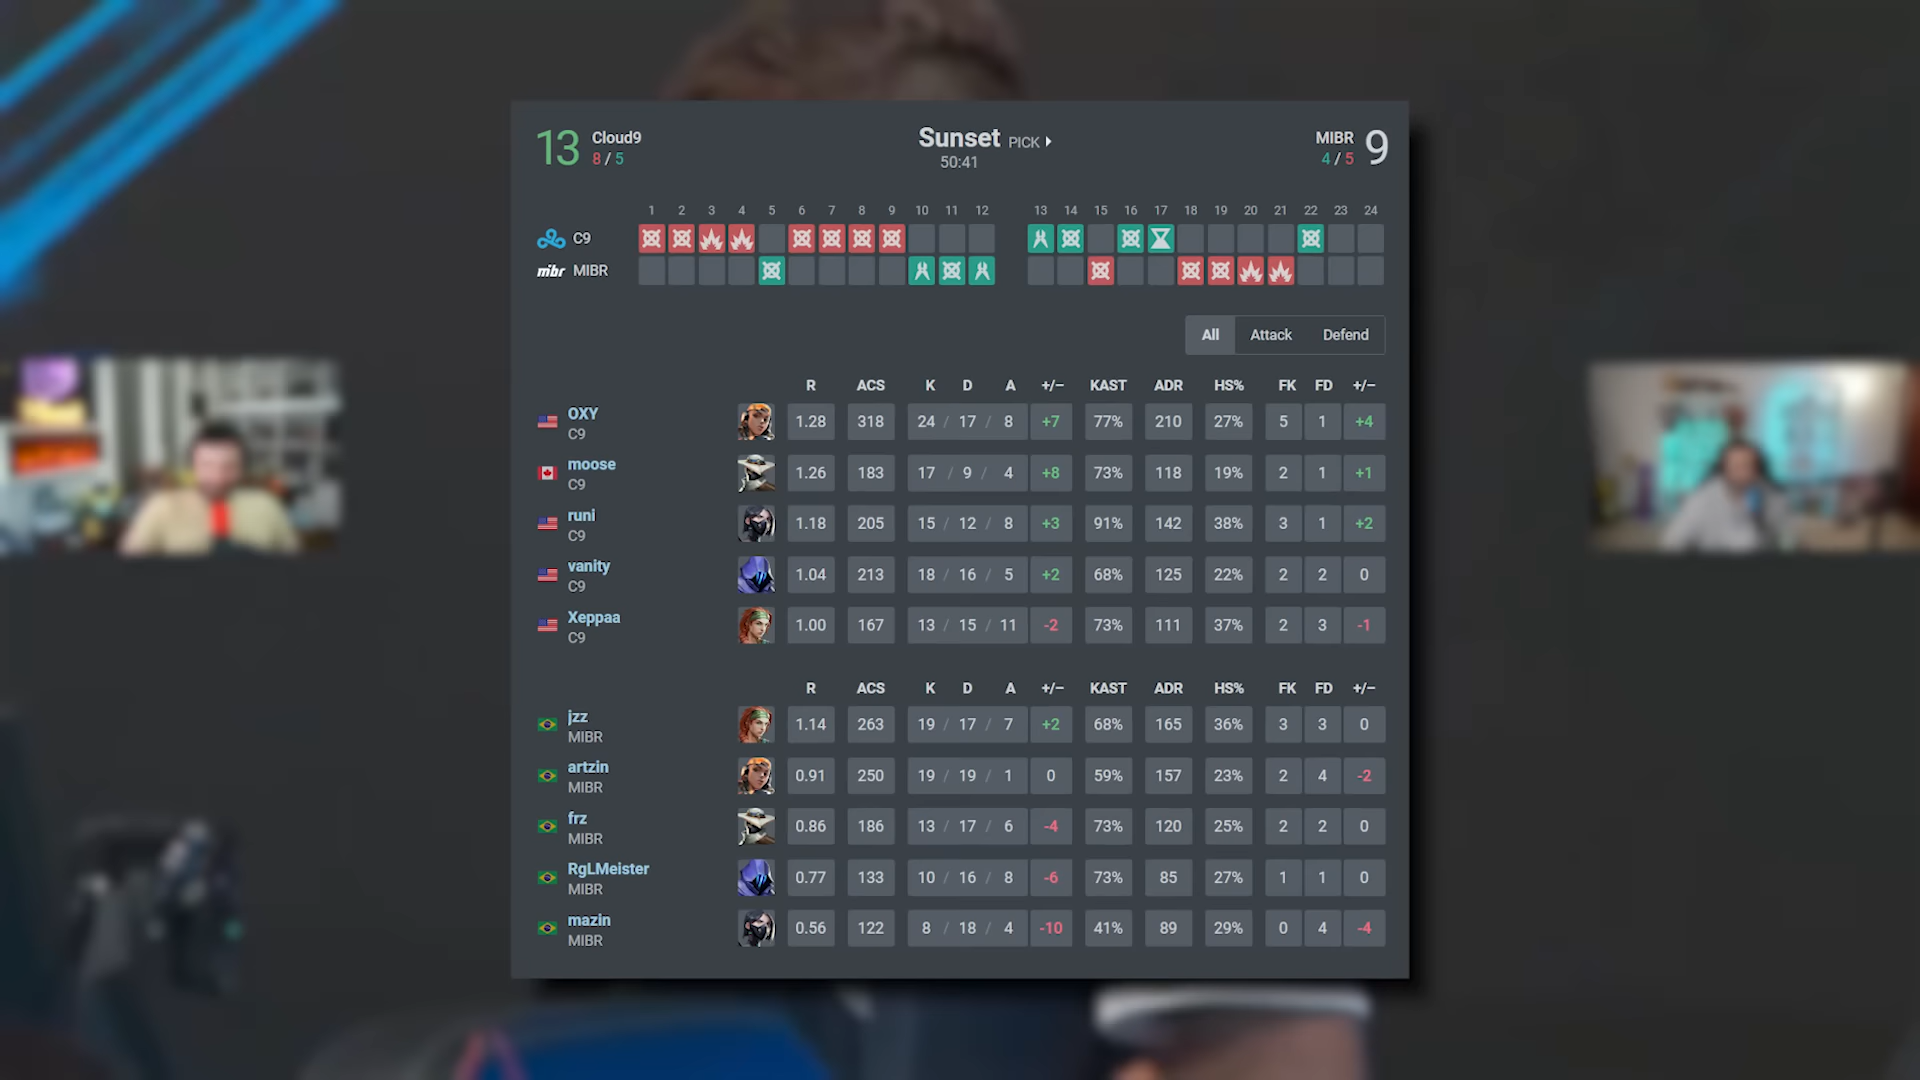 13 Cloud9 Sunset PICK MIBR 9
8 / 5 50:41 4 / 5
1 2 3 4 5 6 7 8 9 10 11 12 13 14 15 16 17 18 19 20 21 22 23 24
C9
mibr MIBR
All Attack Defend
R ACS K D A +/− KAST ADR HS% FK FD +/−
OXY
C9
1.28 318 24 / 17 / 8 +7 77% 210 27% 5 1 +4
moose
C9
1.26 183 17 / 9 / 4 +8 73% 118 19% 2 1 +1
runi
C9
1.18 205 15 / 12 / 8 +3 91% 142 38% 3 1 +2
vanity
C9
1.04 213 18 / 16 / 5 +2 68% 125 22% 2 2 0
Xeppaa
C9
1.00 167 13 / 15 / 11 -2 73% 111 37% 2 3 -1
R ACS K D A +/− KAST ADR HS% FK FD +/−
jzz
MIBR
1.14 263 19 / 17 / 7 +2 68% 165 36% 3 3 0
artzin
MIBR
0.91 250 19 / 19 / 1 0 59% 157 23% 2 4 -2
frz
MIBR
0.86 186 13 / 17 / 6 -4 73% 120 25% 2 2 0
RgLMeister
MIBR
0.77 133 10 / 16 / 8 -6 73% 85 27% 1 1 0
mazin
MIBR
0.56 122 8 / 18 / 4 -10 41% 89 29% 0 4 -4